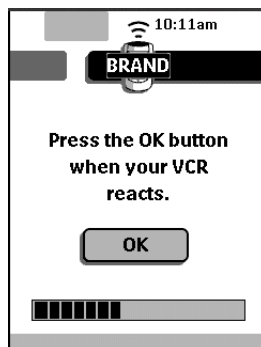 10:11am
BRAND
Press the OK button
when your VCR
reacts.
OK